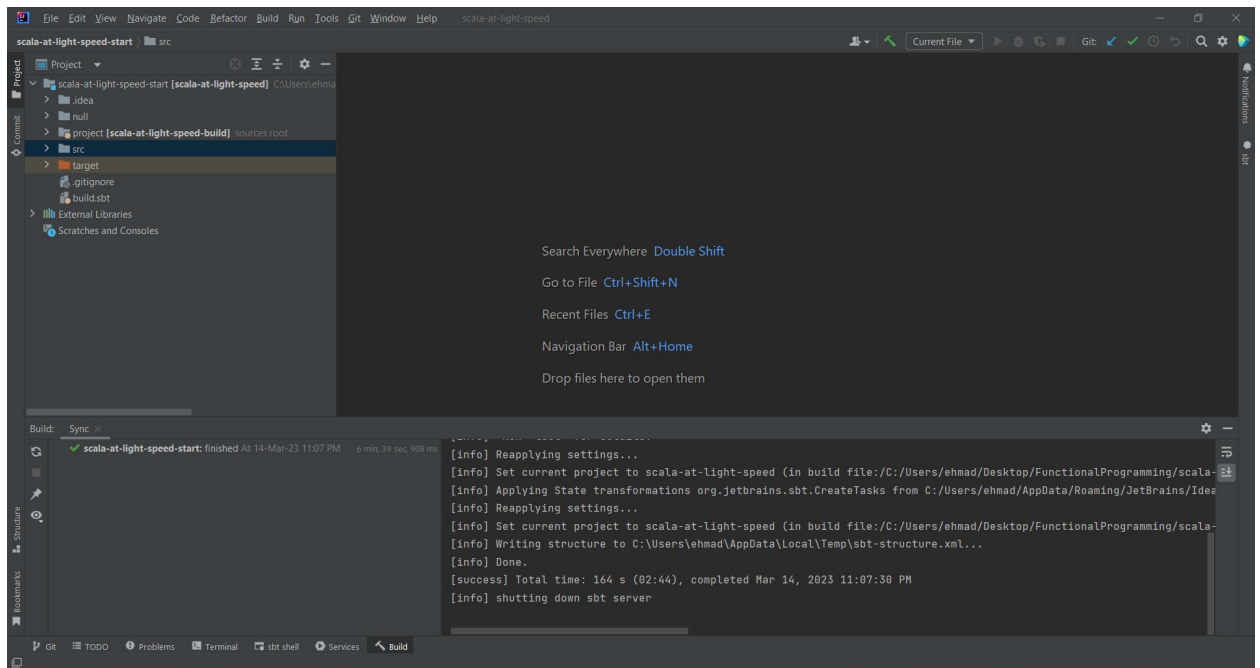 File Edit View Navigate Code Refactor Build Run Tools Git Window Help scala-at-light-speed
scala-at-light-speed-start src
Current File
Git:
Project
scala-at-light-speed-start [scala-at-light-speed] C:\Users\ehma
.idea
null
project [scala-at-light-speed-build] sources root
src
target
.gitignore
build.sbt
External Libraries
Scratches and Consoles
Project
Commit
Structure
Bookmarks
Notifications
sbt
Search Everywhere Double Shift
Go to File Ctrl+Shift+N
Recent Files Ctrl+E
Navigation Bar Alt+Home
Drop files here to open them
Build: Sync
scala-at-light-speed-start: finished At 14-Mar-23 11:07 PM 6 min, 39 sec, 909 ms
[info] Reapplying settings...
[info] Set current project to scala-at-light-speed (in build file:/C:/Users/ehmad/Desktop/FunctionalProgramming/scala-
[info] Applying State transformations org.jetbrains.sbt.CreateTasks from C:/Users/ehmad/AppData/Roaming/JetBrains/Idea
[info] Reapplying settings...
[info] Set current project to scala-at-light-speed (in build file:/C:/Users/ehmad/Desktop/FunctionalProgramming/scala-
[info] Writing structure to C:\Users\ehmad\AppData\Local\Temp\sbt-structure.xml...
[info] Done.
[success] Total time: 164 s (02:44), completed Mar 14, 2023 11:07:30 PM
[info] shutting down sbt server
Git TODO Problems Terminal sbt shell Services Build